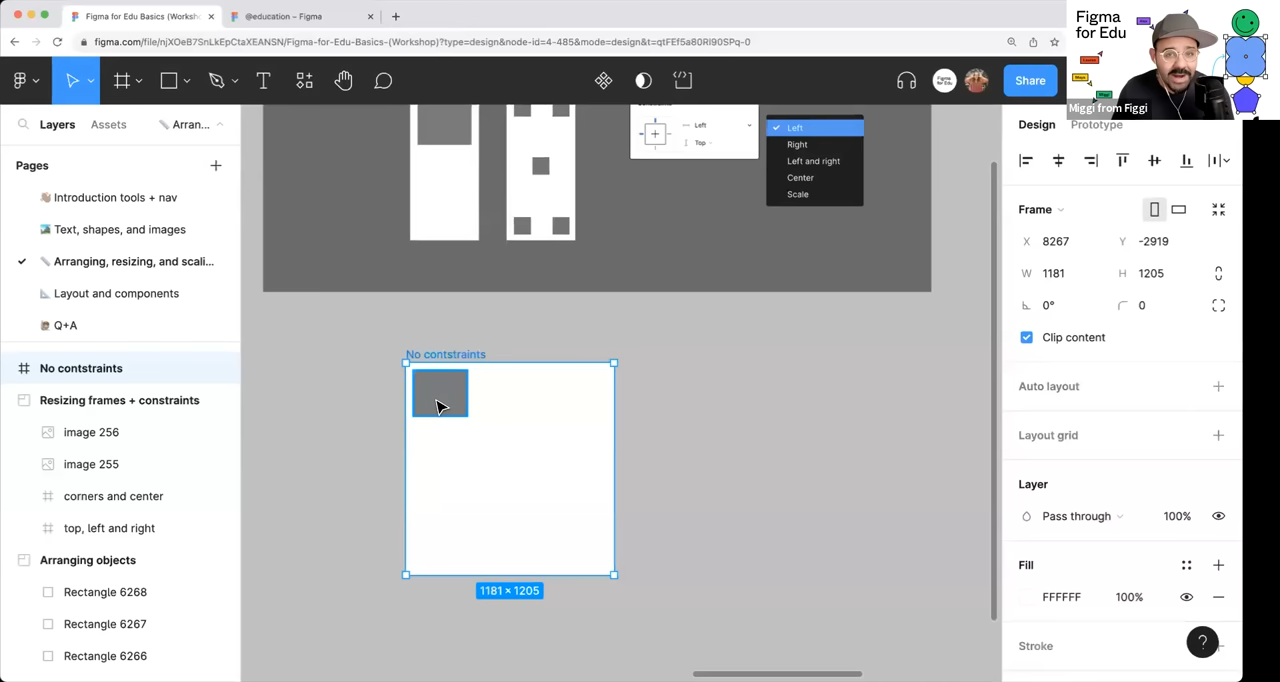 Figma for Edu Basics (Worksho
@education – Figma
figma.com/file/njXOeB7SnLkEpCtaXEANSN/Figma-for-Edu-Basics-(Workshop)?type=design&node-id=4-485&mode=design&t=qtFEf5a80RI90SPq-0
Figma
for Edu
Miggi from Figgi
Share
Layers
Assets
Arran...
Pages
Introduction tools + nav
Text, shapes, and images
Arranging, resizing, and scali...
Layout and components
Q+A
No contstraints
Resizing frames + constraints
image 256
image 255
corners and center
top, left and right
Arranging objects
Rectangle 6268
Rectangle 6267
Rectangle 6266
Left
Top
Left
Right
Left and right
Center
Scale
No contstraints
1181 × 1205
Design
Prototype
Frame
X 8267
Y -2919
W 1181
H 1205
0°
0
Clip content
Auto layout
Layout grid
Layer
Pass through
100%
Fill
FFFFFF
100%
Stroke
?